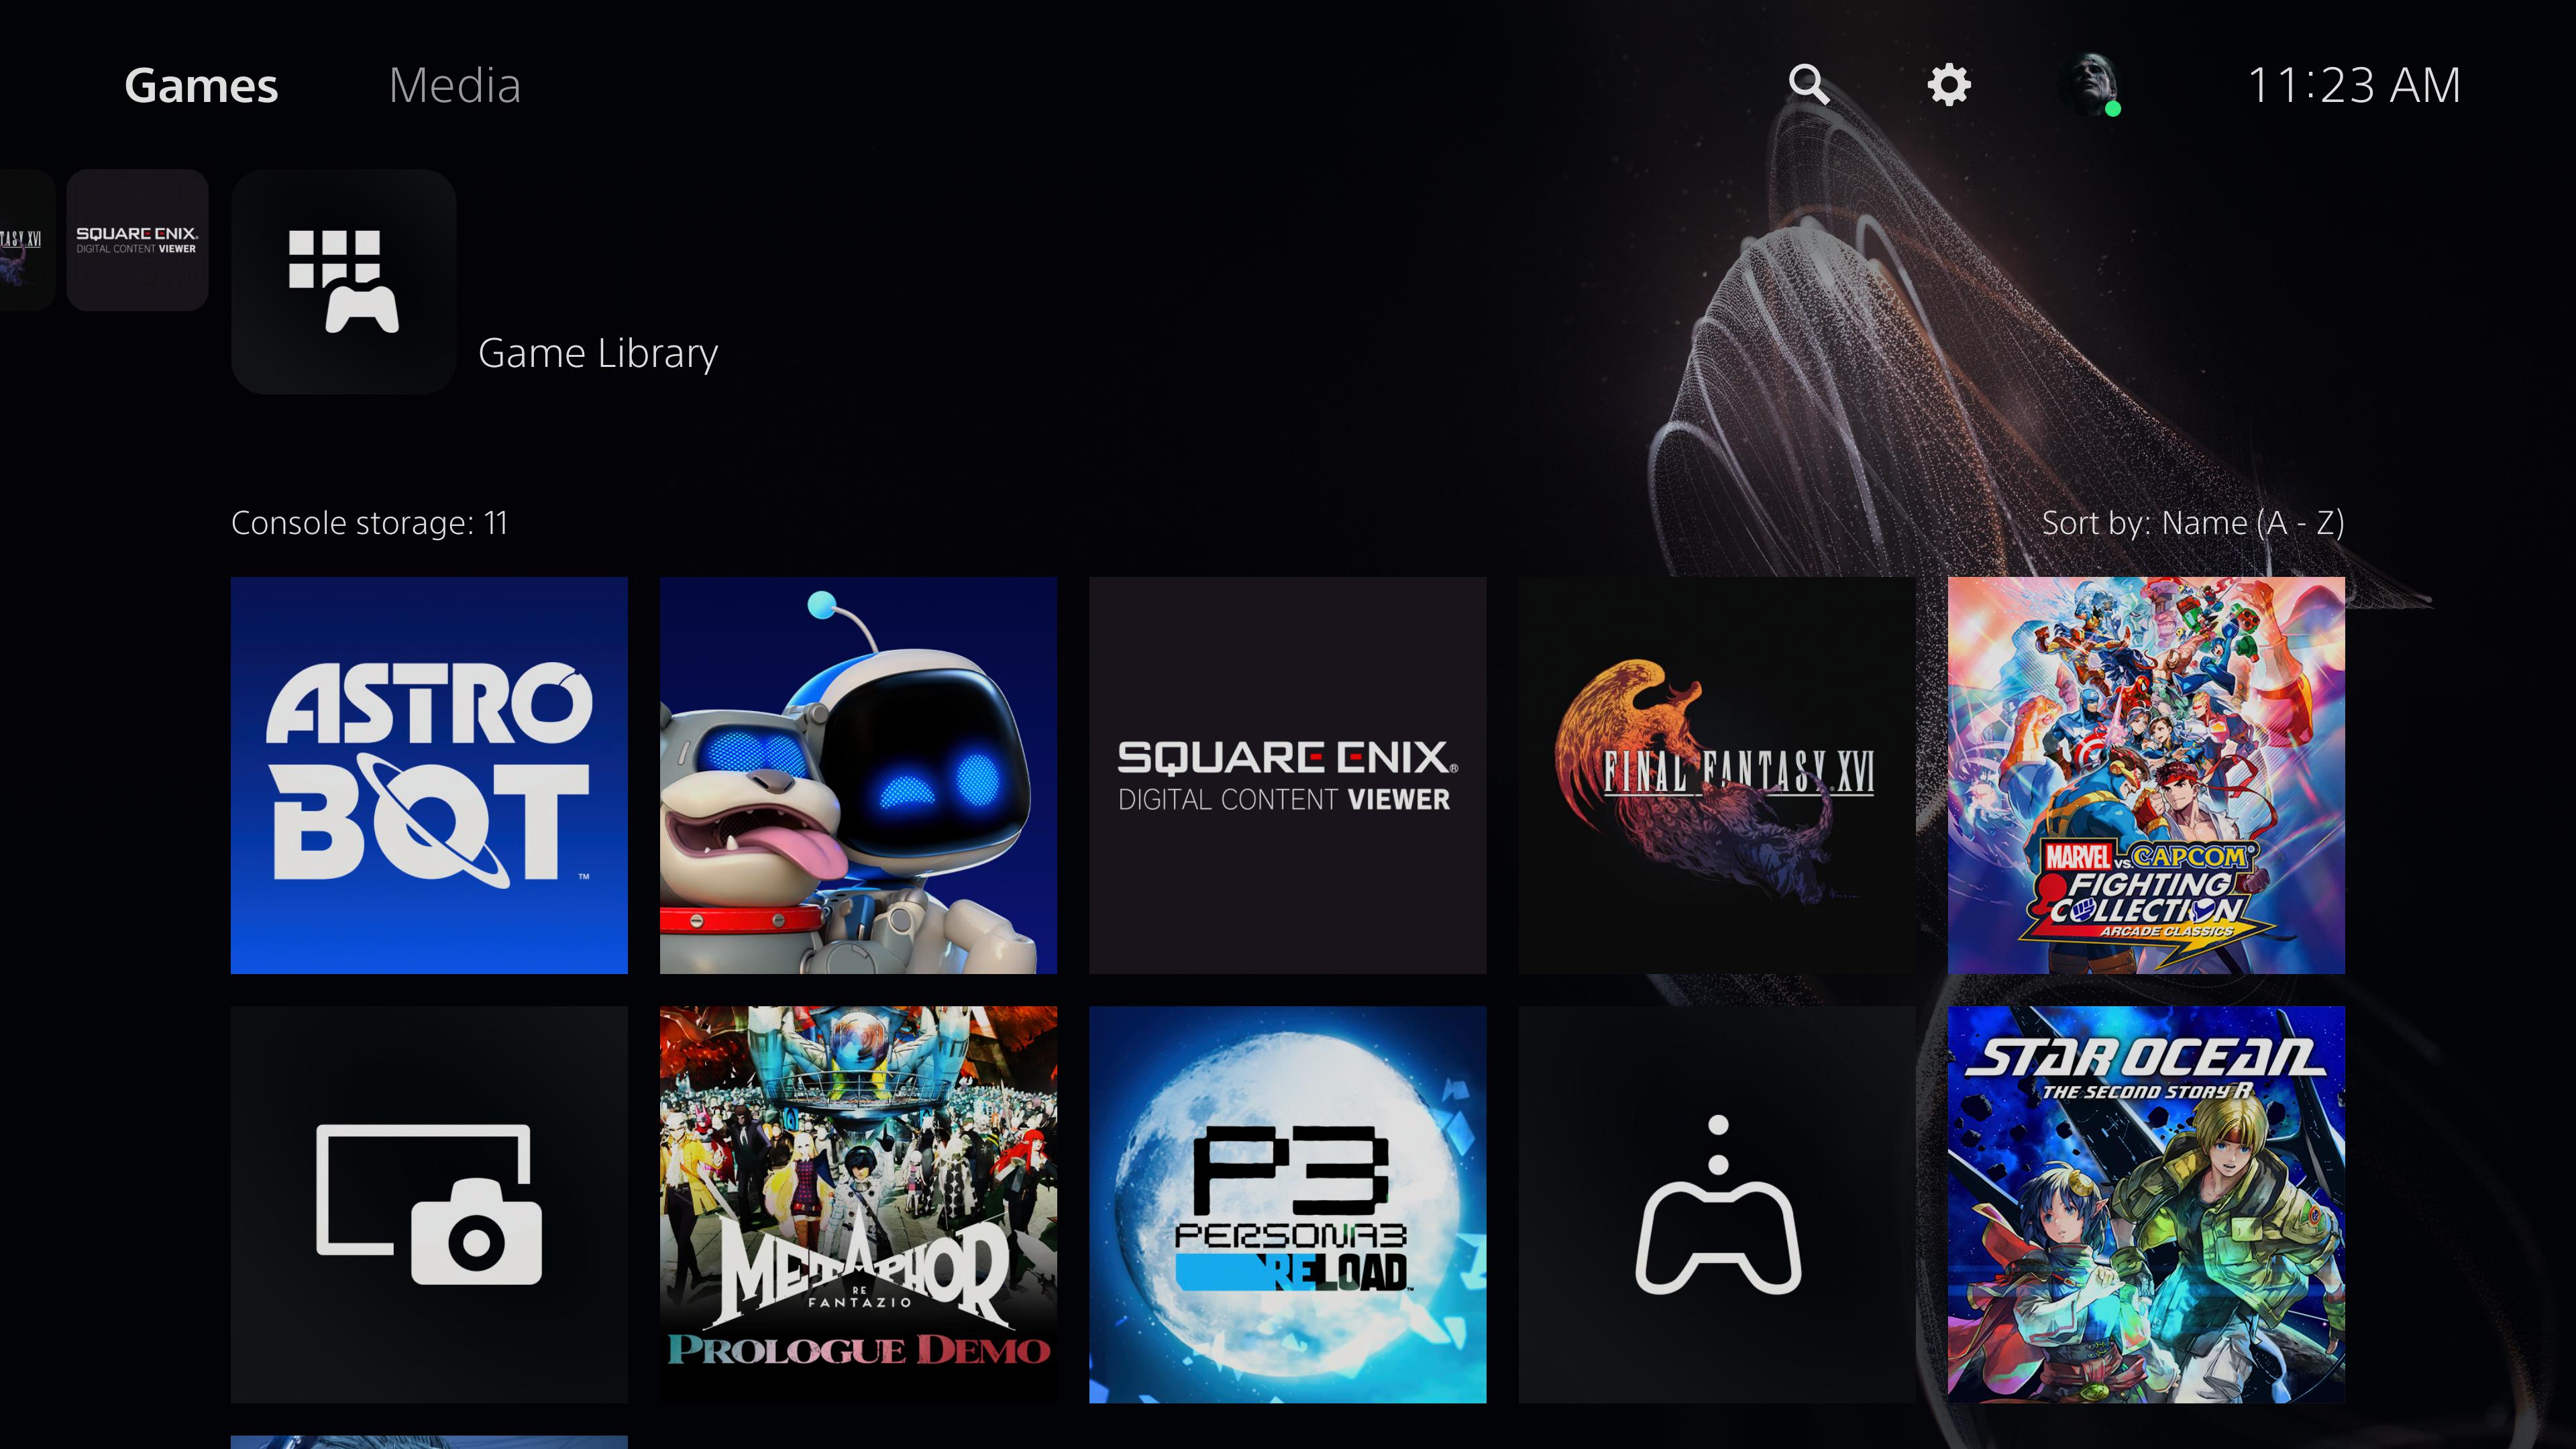 Games
Media
11:23 AM
TASY XVI
SQUARE ENIX®
DIGITAL CONTENT VIEWER
Game Library
Console storage: 11
Sort by: Name (A - Z)
ASTRO
BOT™
SQUARE ENIX®
DIGITAL CONTENT VIEWER
FINAL FANTASY XVI
MARVEL VS. CAPCOM®
FIGHTING
COLLECTION
ARCADE CLASSICS
METAPHOR
RE
FANTAZIO
PROLOGUE DEMO
P3
PERSONA3
RELOAD™
STAR OCEAN
THE SECOND STORY R